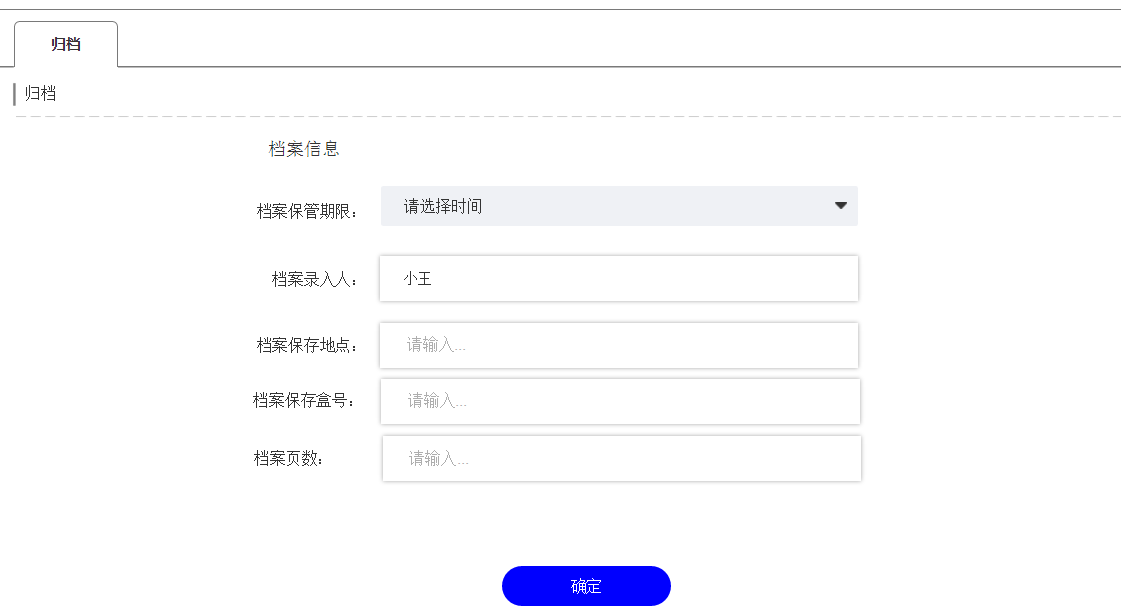 归档
归档
档案信息
档案保管期限： 请选择时间
档案录入人： 小王
档案保存地点： 请输入...
档案保存盒号： 请输入...
档案页数： 请输入...
确定